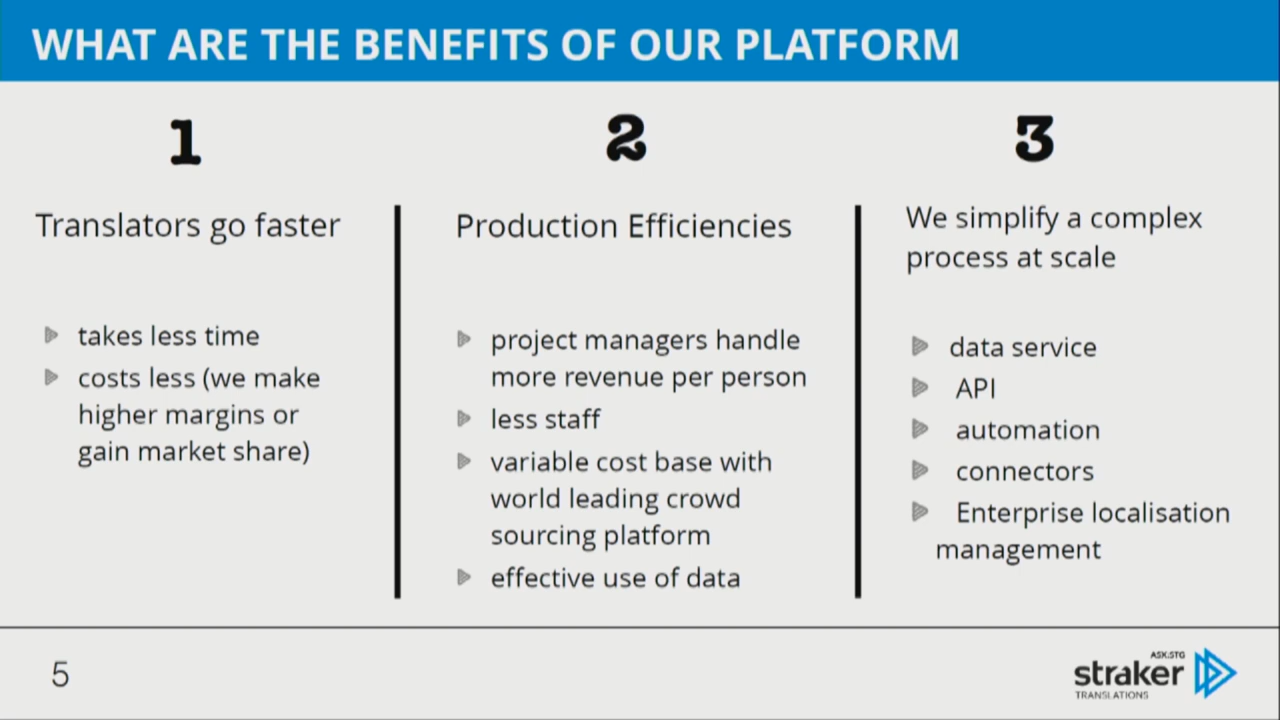 WHAT ARE THE BENEFITS OF OUR PLATFORM
1
Translators go faster
takes less time
costs less (we make
higher margins or
gain market share)
2
Production Efficiencies
project managers handle
more revenue per person
less staff
variable cost base with
world leading crowd
sourcing platform
effective use of data
3
We simplify a complex
process at scale
data service
API
automation
connectors
Enterprise localisation
management
5
ASX:STG
straker
TRANSLATIONS